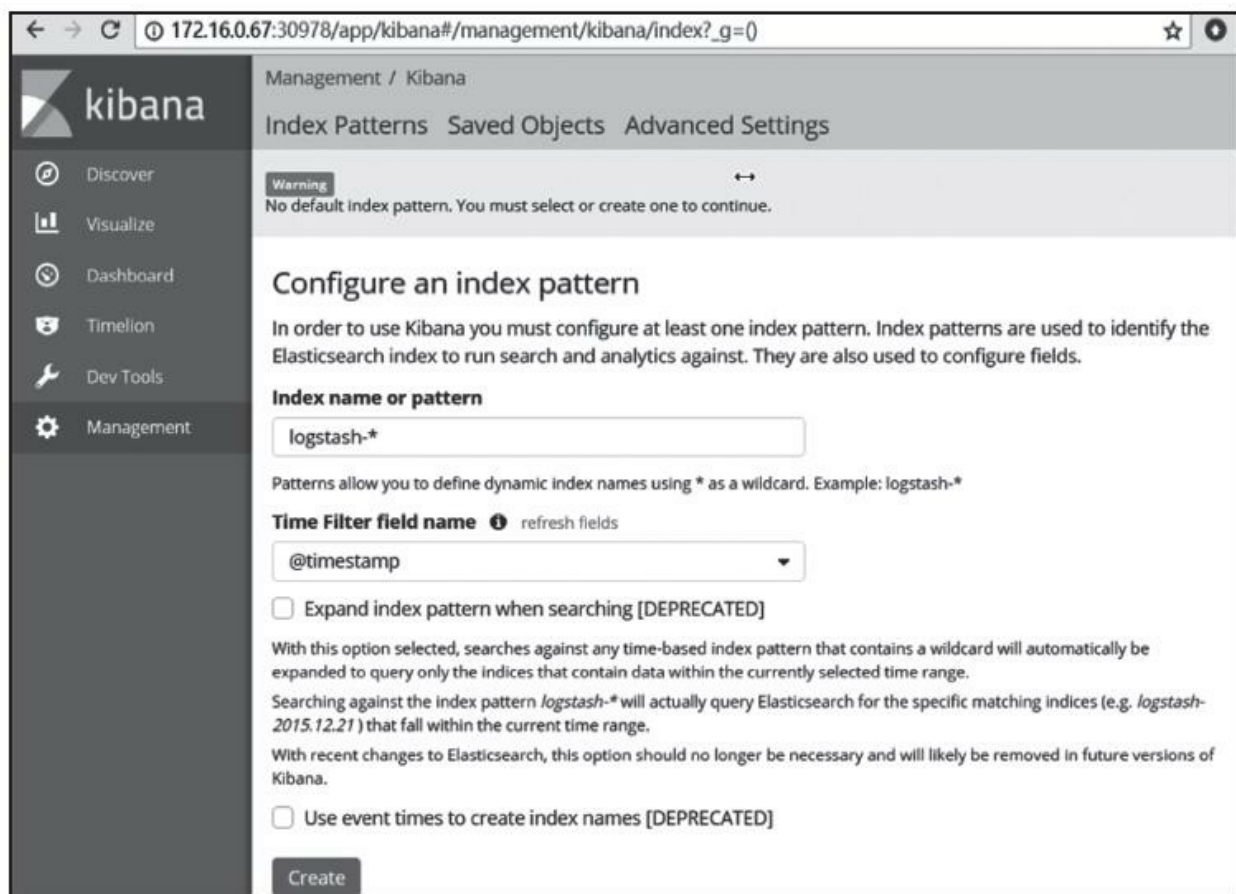 172.16.0.67:30978/app/kibana#/management/kibana/index?_g=()
kibana
Discover
Visualize
Dashboard
Timelion
Dev Tools
Management
Management / Kibana
Index Patterns Saved Objects Advanced Settings
Warning
No default index pattern. You must select or create one to continue.
Configure an index pattern
In order to use Kibana you must configure at least one index pattern. Index patterns are used to identify the
Elasticsearch index to run search and analytics against. They are also used to configure fields.
Index name or pattern
logstash-*
Patterns allow you to define dynamic index names using * as a wildcard. Example: logstash-*
Time Filter field name refresh fields
@timestamp
Expand index pattern when searching [DEPRECATED]
With this option selected, searches against any time-based index pattern that contains a wildcard will automatically be
expanded to query only the indices that contain data within the currently selected time range.
Searching against the index pattern logstash-* will actually query Elasticsearch for the specific matching indices (e.g. logstash-
2015.12.21 ) that fall within the current time range.
With recent changes to Elasticsearch, this option should no longer be necessary and will likely be removed in future versions of
Kibana.
Use event times to create index names [DEPRECATED]
Create